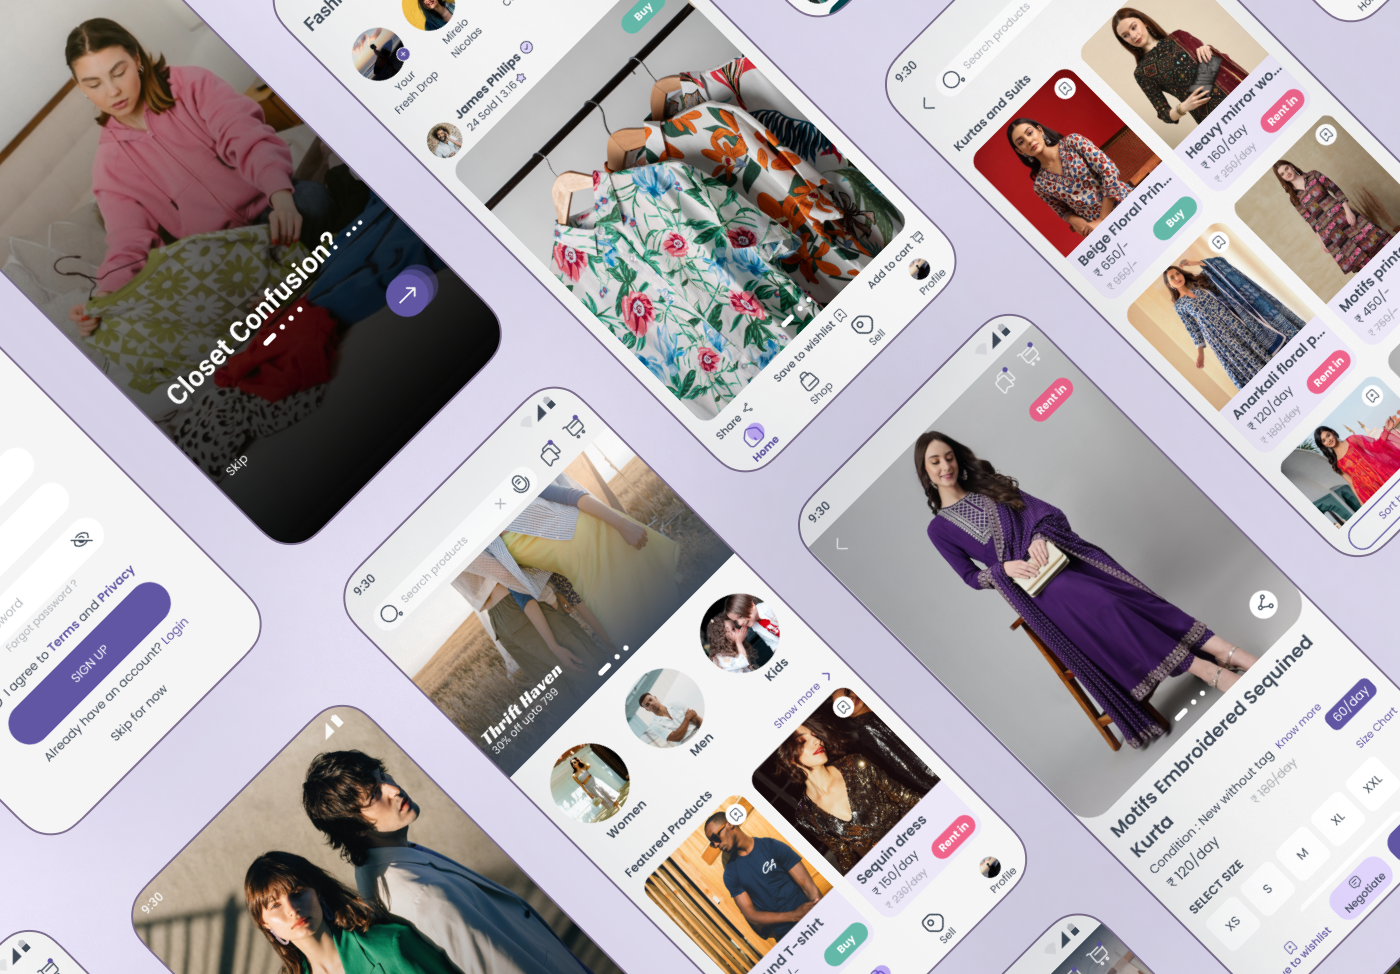 Closet Confusion? ...
Skip
Forgot password ?
I agree to Terms and Privacy
SIGN UP
Already have an account? Login
Skip for now
9:30
Your
Fresh Drop
Mireio
Nicolas
James Philips
24 Sold | 3.16
Buy
Share
Save to wishlist
Add to cart
Home
Shop
Sell
Profile
9:30
Search products
Thrift Haven
30% off upto 799
Women
Men
Kids
Show more
Featured Products
Sequin dress
₹ 150/day
₹ 230/day
Rent in
T-shirt
Buy
Sell
Profile
9:30
Search products
Kurtas and Suits
Beige Floral Prin...
₹ 650/-
₹ 950/-
Buy
Heavy mirror wo...
₹ 160/day
₹ 250/day
Rent in
Anarkali floral p...
₹ 120/day
₹ 180/day
Rent in
Motifs print
₹ 450/-
₹ 750/-
Sort
9:30
Rent in
Motifs Embroidered Sequined
Kurta
Condition : New without tag Know more
₹ 120/day
₹ 180/day
60/day
SELECT SIZE
Size Chart
XS
S
M
XL
XXL
Negotiate
to wishlist